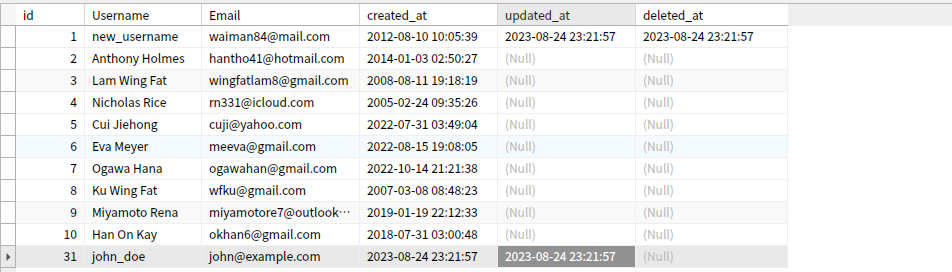 id Username Email created_at updated_at deleted_at
1 new_username waiman84@mail.com 2012-08-10 10:05:39 2023-08-24 23:21:57 2023-08-24 23:21:57
2 Anthony Holmes hantho41@hotmail.com 2014-01-03 02:50:27 (Null) (Null)
3 Lam Wing Fat wingfatlam8@gmail.com 2008-08-11 19:18:19 (Null) (Null)
4 Nicholas Rice rn331@icloud.com 2005-02-24 09:35:26 (Null) (Null)
5 Cui Jiehong cuji@yahoo.com 2022-07-31 03:49:04 (Null) (Null)
6 Eva Meyer meeva@gmail.com 2022-08-15 19:08:05 (Null) (Null)
7 Ogawa Hana ogawahan@gmail.com 2022-10-14 21:21:38 (Null) (Null)
8 Ku Wing Fat wfku@gmail.com 2007-03-08 08:48:23 (Null) (Null)
9 Miyamoto Rena miyamotore7@outlook··· 2019-01-19 22:12:33 (Null) (Null)
10 Han On Kay okhan6@gmail.com 2018-07-31 03:00:48 (Null) (Null)
31 john_doe john@example.com 2023-08-24 23:21:57 2023-08-24 23:21:57 (Null)